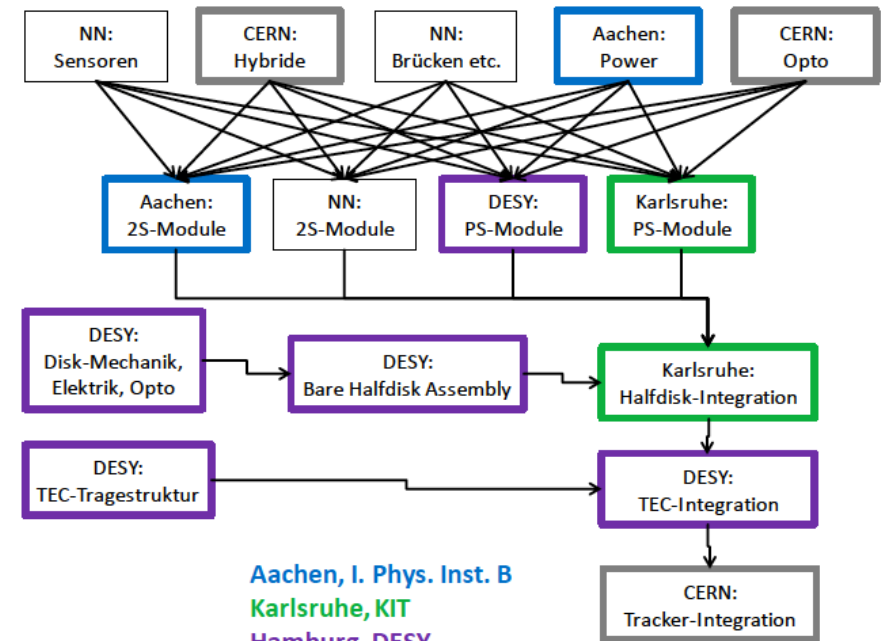 NN:
Sensoren
CERN:
Hybride
NN:
Brücken etc.
Aachen:
Power
CERN:
Opto
Aachen:
2S-Module
NN:
2S-Module
DESY:
PS-Module
Karlsruhe:
PS-Module
DESY:
Disk-Mechanik,
Elektrik, Opto
DESY:
Bare Halfdisk Assembly
Karlsruhe:
Halfdisk-Integration
DESY:
TEC-Tragestruktur
DESY:
TEC-Integration
CERN:
Tracker-Integration
Aachen, I. Phys. Inst. B
Karlsruhe, KIT
Hamburg, DESY